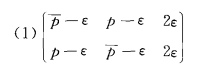 (1) ( p̅ − ε p − ε 2ε
p − ε p̅ − ε 2ε )